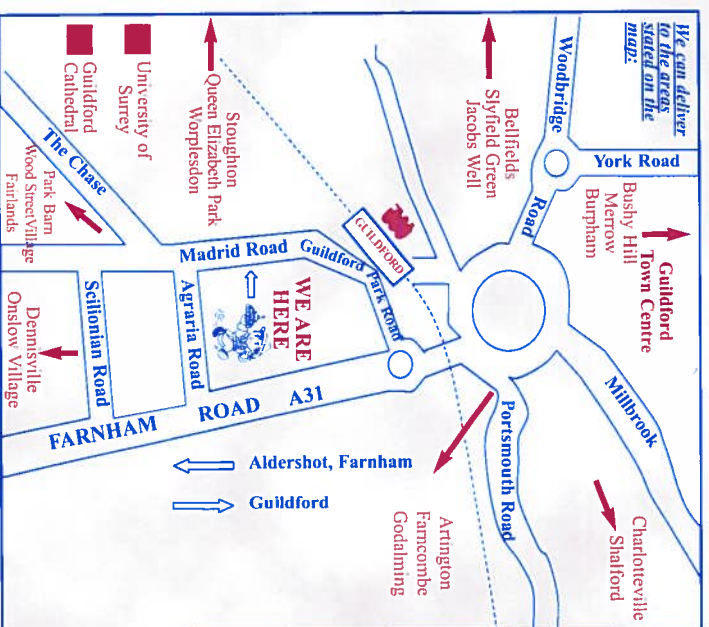 We can deliver
to the areas
stated on the
map:
Woodbridge
Road
York Road
Bushy Hill
Merrow
Burpham
Guildford
Town Centre
Bellfields
Slyfield Green
Jacobs Well
Stoughton
Queen Elizabeth Park
Worplesdon
University of
Surrey
Guildford
Cathedral
The Chase
Park Barn
Wood StreetVillage
Fairlands
Madrid Road
Guildford
Park Road
GUILDFORD
WE ARE
HERE
Agraria Road
Scilionian Road
Dennisville
Onslow Village
FARNHAM ROAD A31
Aldershot, Farnham
Guildford
Portsmouth Road
Millbrook
Artington
Farncombe
Godalming
Charlotteville
Shalford